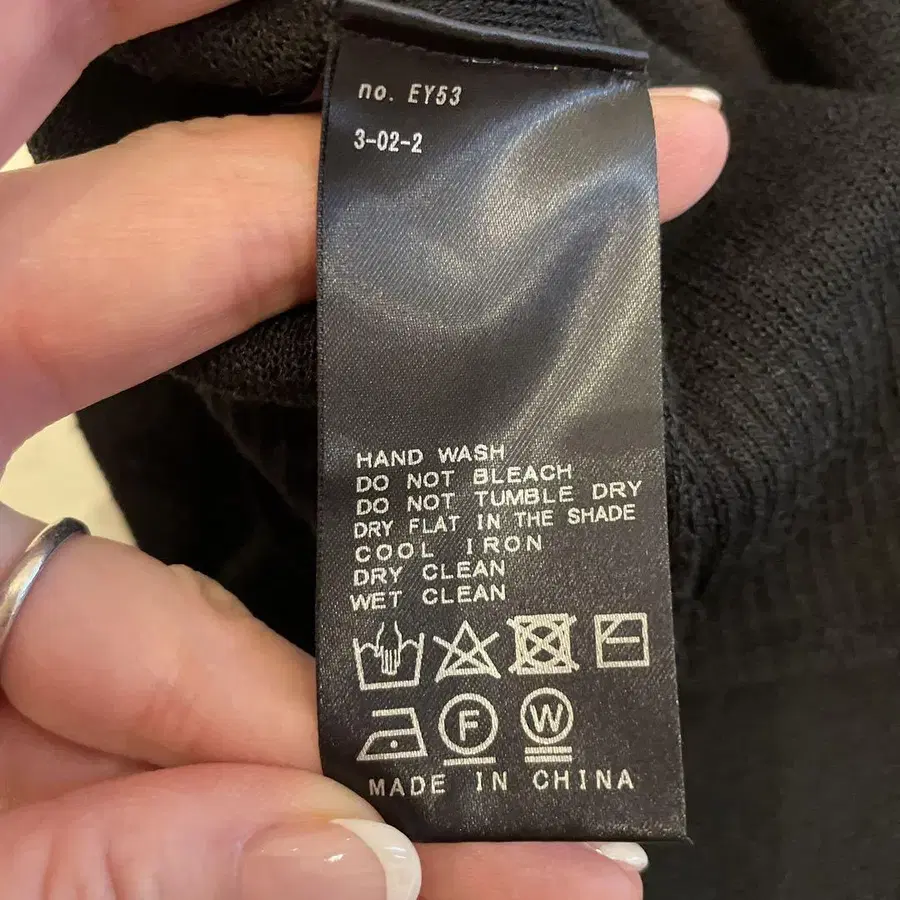 no. EY53
3-02-2
HAND WASH
DO NOT BLEACH
DO NOT TUMBLE DRY
DRY FLAT IN THE SHADE
COOL IRON
DRY CLEAN
WET CLEAN
F W
MADE IN CHINA